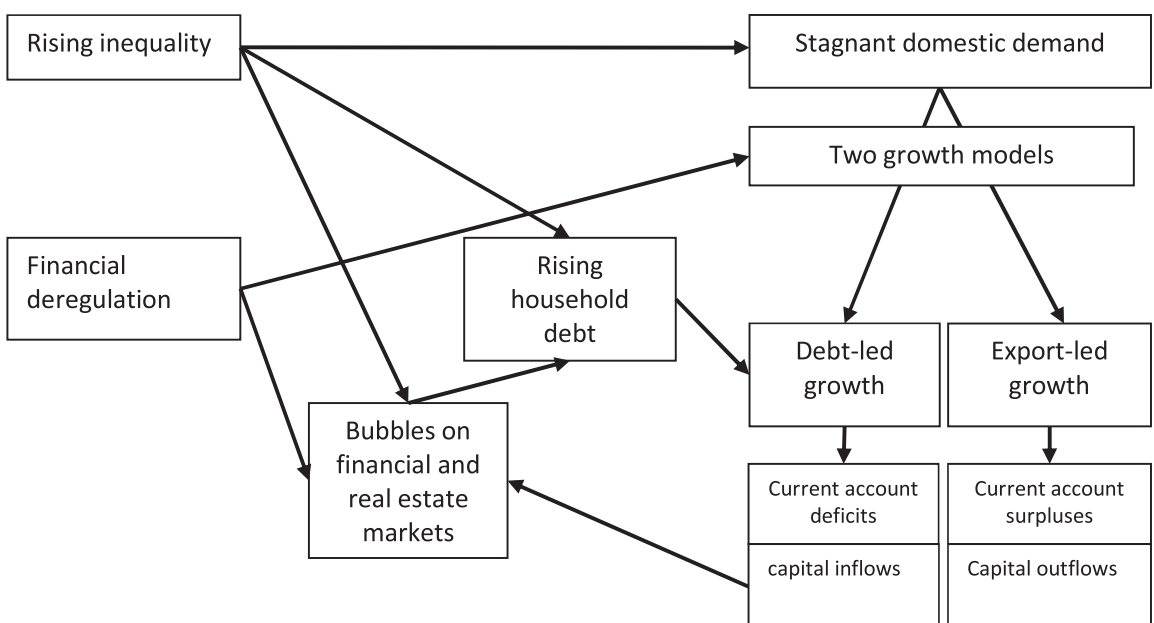 Rising inequality
Stagnant domestic demand
Two growth models
Financial
deregulation
Rising
household
debt
Debt-led
growth
Export-led
growth
Bubbles on
financial and
real estate
markets
Current account
deficits
Current account
surpluses
capital inflows
Capital outflows